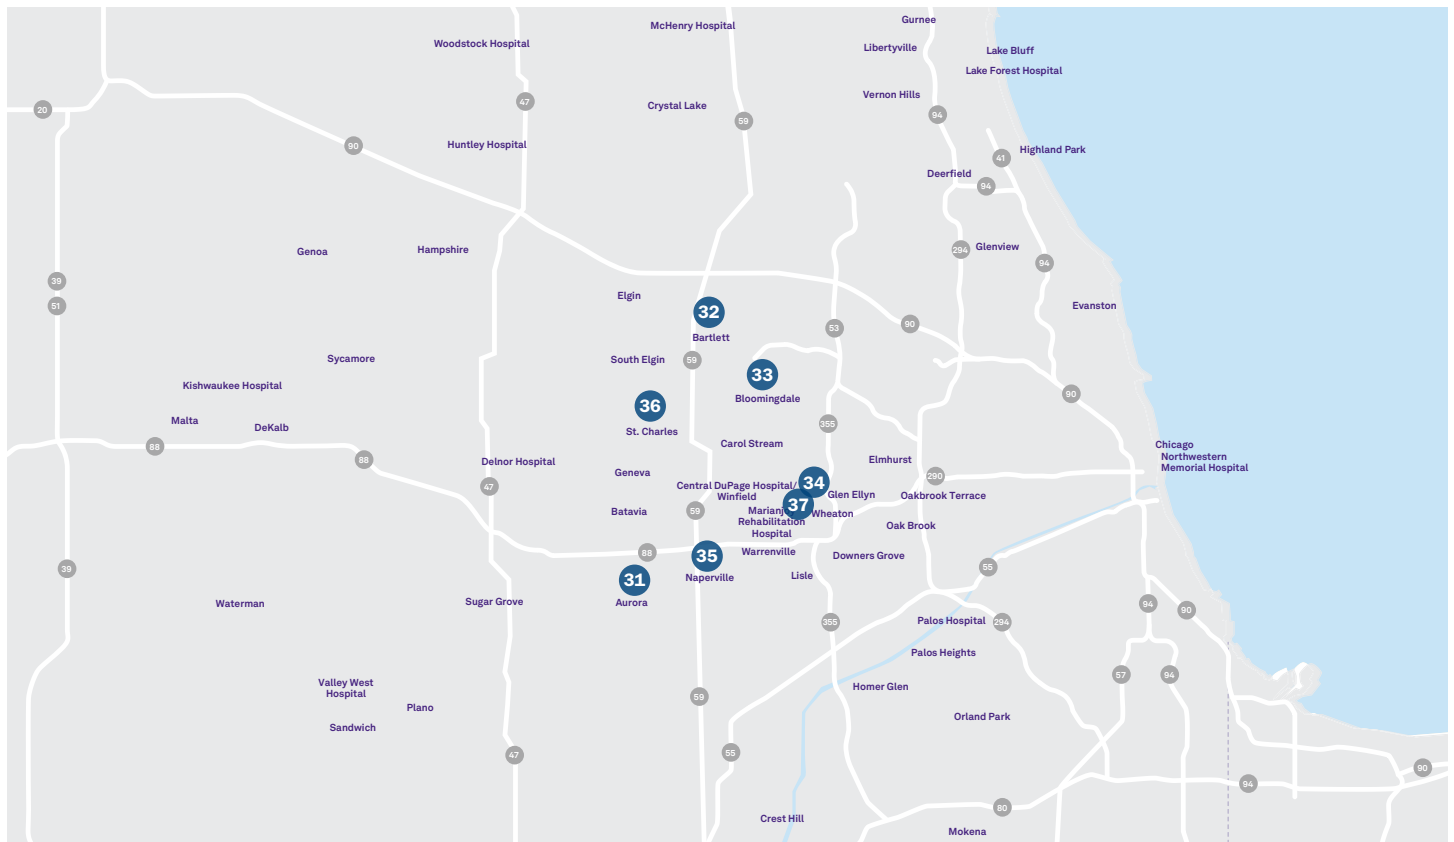 Gurnee
McHenry Hospital
Woodstock Hospital
Libertyville
Lake Bluff
Lake Forest Hospital
Vernon Hills
47
Crystal Lake
20
94
59
Huntley Hospital
90
Highland Park
41
Deerfield
94
Glenview
294
Hampshire
Genoa
94
39
Elgin
51
Evanston
32
90
53
Bartlett
Sycamore
South Elgin
59
33
Kishwaukee Hospital
90
Bloomingdale
36
Malta
355
DeKalb
St. Charles
Carol Stream
Chicago
88
Northwestern
Memorial Hospital
88
Elmhurst
Delnor Hospital
Geneva
290
34
47
Central DuPage Hospital/
Winfield
Glen Ellyn
Oakbrook Terrace
37
Batavia
59
Marianj
Rehabilitation
Hospital
Wheaton
Oak Brook
88
Warrenville
35
Downers Grove
55
39
Naperville
Lisle
31
Aurora
Waterman
Sugar Grove
94
90
355
Palos Hospital
294
Palos Heights
57
94
Valley West
Hospital
Homer Glen
59
Plano
Orland Park
Sandwich
55
47
90
94
80
Crest Hill
Mokena